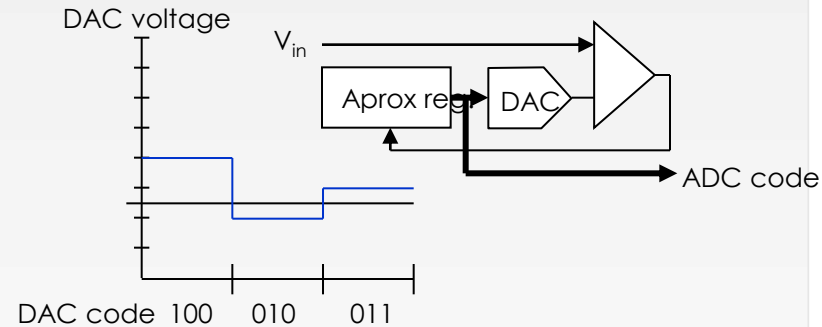 DAC voltage
Vin
Aprox reg.
DAC
ADC code
DAC code 100 010 011